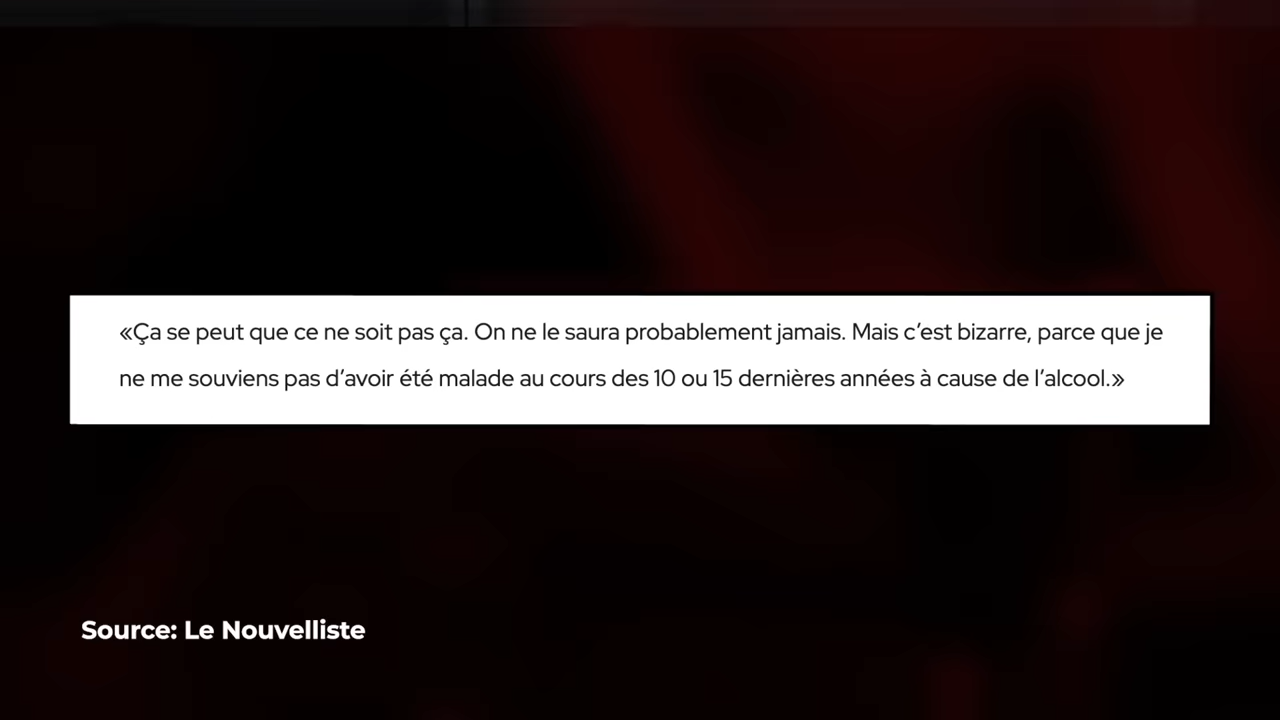 «Ça se peut que ce ne soit pas ça. On ne le saura probablement jamais. Mais c’est bizarre, parce que je
ne me souviens pas d’avoir été malade au cours des 10 ou 15 dernières années à cause de l’alcool.»
Source: Le Nouvelliste